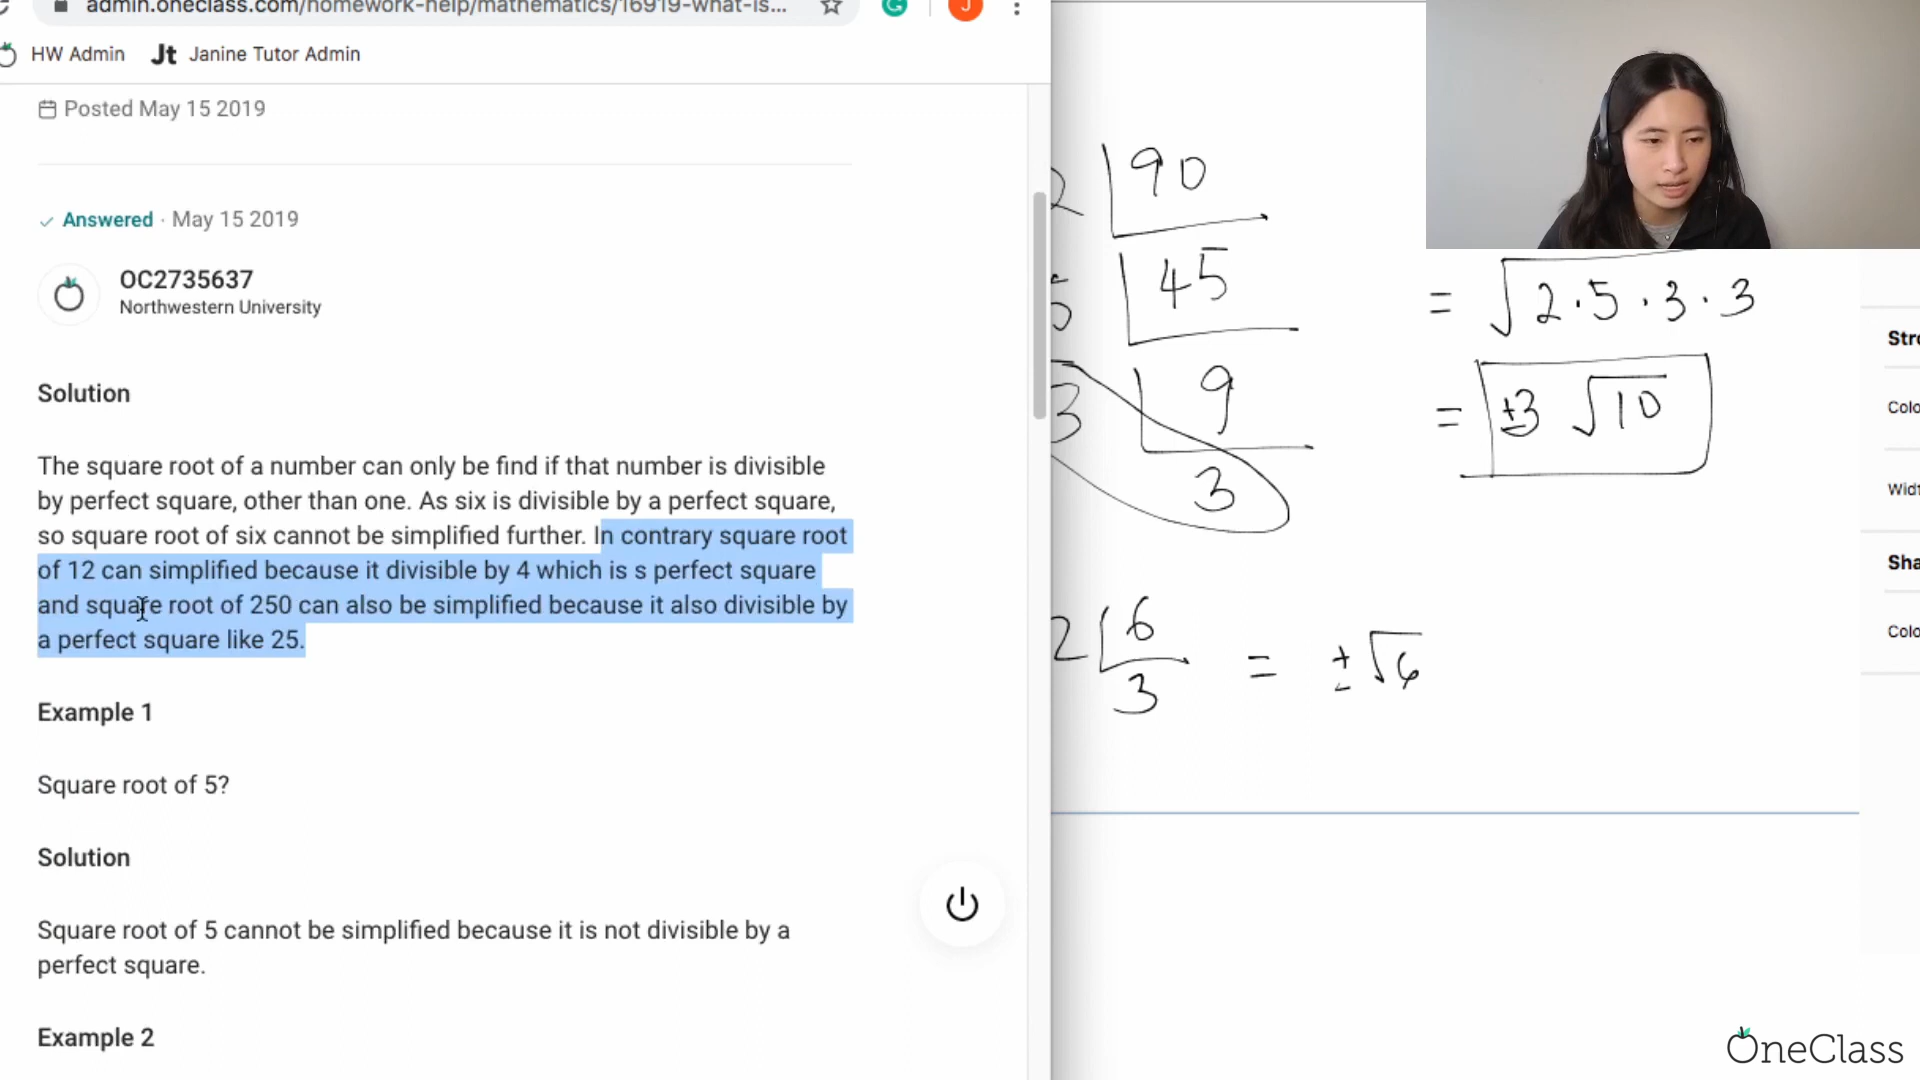 admin.oneclass.com/homework-help/mathematics/16919-what-is...
J
HW Admin Jt Janine Tutor Admin
Posted May 15 2019
Answered · May 15 2019
OC2735637
Northwestern University
Solution
The square root of a number can only be find if that number is divisible
by perfect square, other than one. As six is divisible by a perfect square,
so square root of six cannot be simplified further. In contrary square root
of 12 can simplified because it divisible by 4 which is s perfect square
and square root of 250 can also be simplified because it also divisible by
a perfect square like 25.
Example 1
Square root of 5?
Solution
Square root of 5 cannot be simplified because it is not divisible by a
perfect square.
Example 2
2 90
5 45
3 9
3
= √2·5·3·3
= ±3 √10
2 6
3
= ±√6
Stro
Colo
Widt
Sha
Colo
OneClass